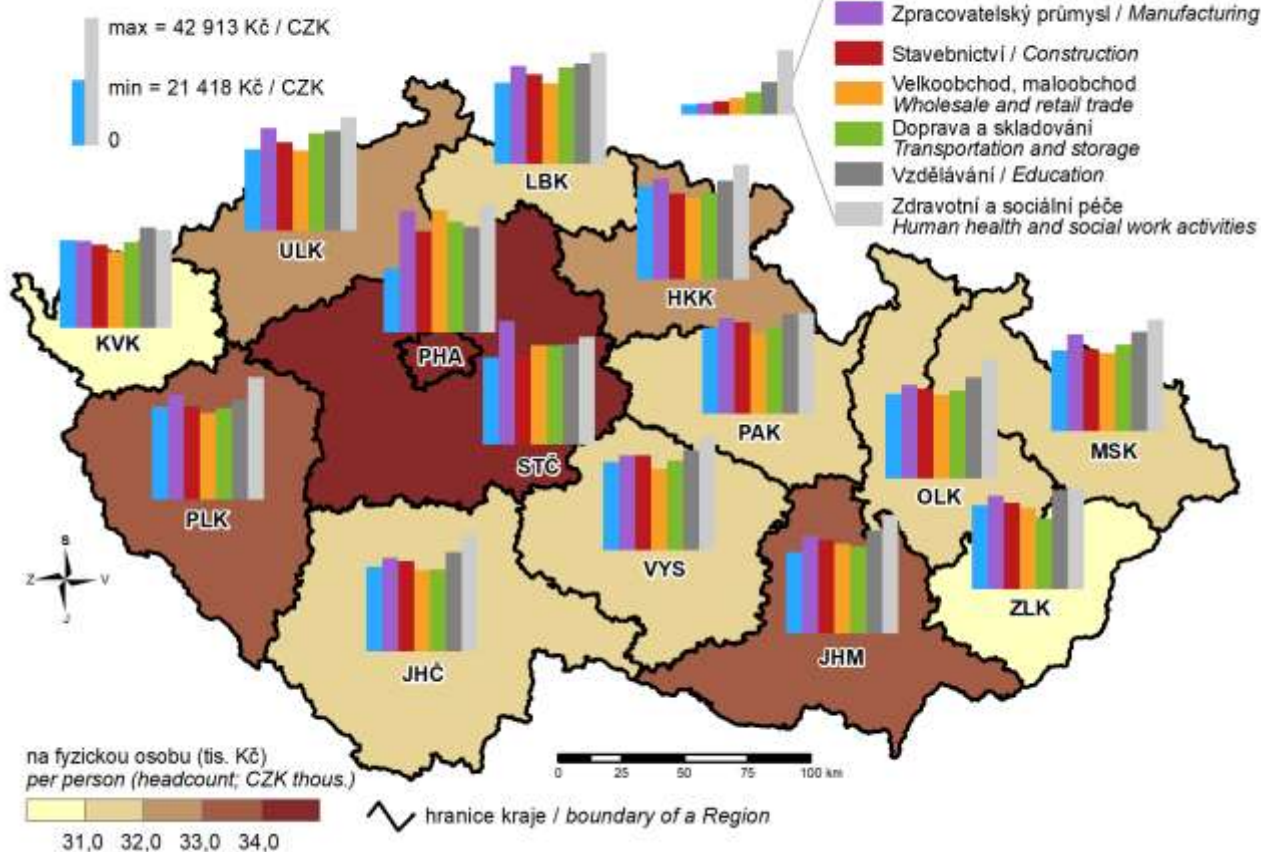 max = 42 913 Kč / CZK
min = 21 418 Kč / CZK
0
Zpracovatelský průmysl / Manufacturing
Stavebnictví / Construction
Velkoobchod, maloobchod
Wholesale and retail trade
Doprava a skladování
Transportation and storage
Vzdělávání / Education
Zdravotní a sociální péče
Human health and social work activities
LBK
ULK
HKK
KVK
PHA
PAK
MSK
STČ
OLK
PLK
VYS
ZLK
JHČ
JHM
S
Z V
J
na fyzickou osobu (tis. Kč)
per person (headcount; CZK thous.)
31,0 32,0 33,0 34,0
0 25 50 75 100 km
hranice kraje / boundary of a Region